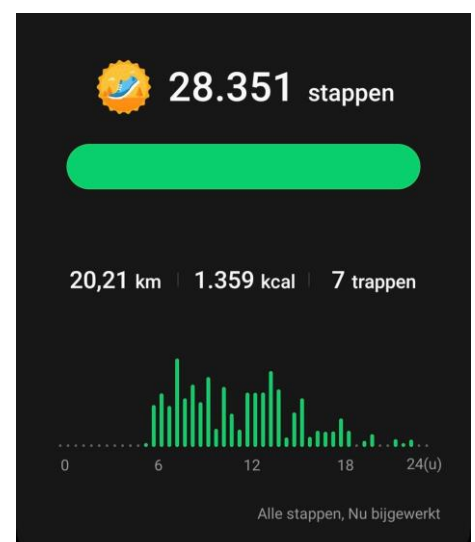 28.351 stappen
20,21 km 1.359 kcal 7 trappen
0 6 12 18 24(u)
Alle stappen, Nu bijgewerkt